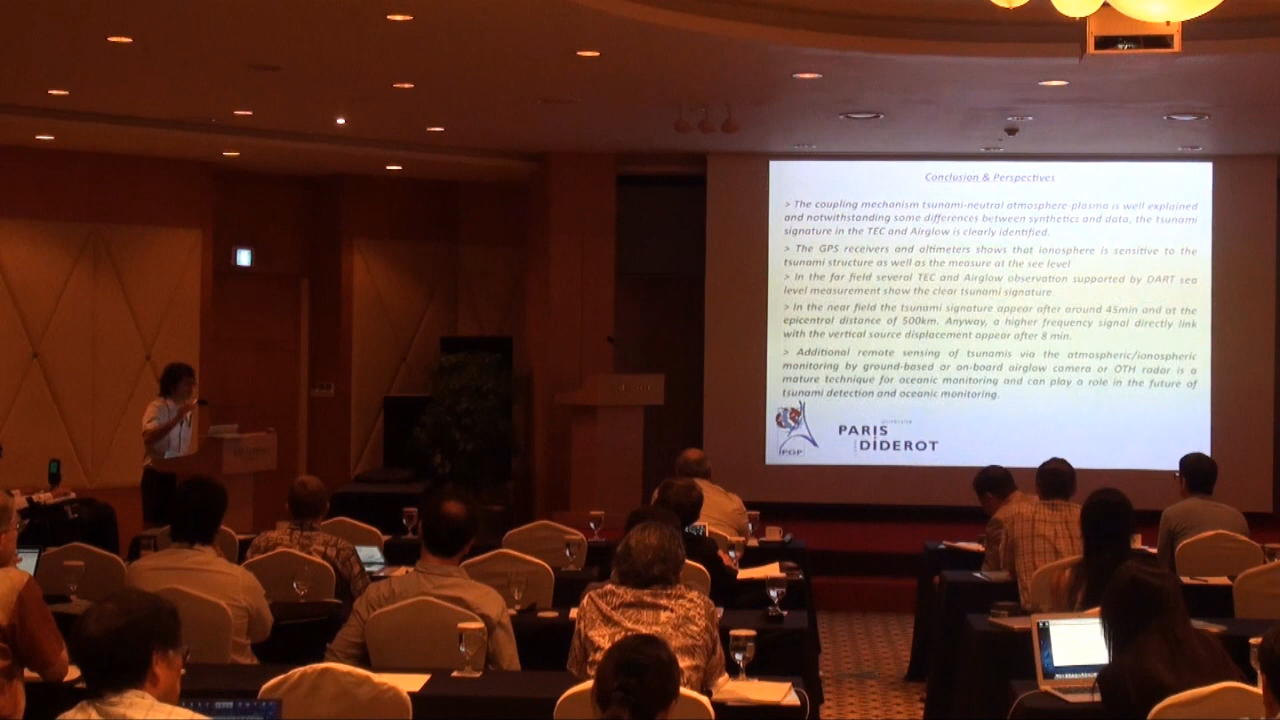 Conclusion & Perspectives
> The coupling mechanism tsunami-neutral atmosphere-plasma is well explained
and notwithstanding some differences between synthetics and data, the tsunami
signature in the TEC and Airglow is clearly identified.
> The GPS receivers and altimeters shows that ionosphere is sensitive to the
tsunami structure as well as the measure at the see level
> In the far field several TEC and Airglow observation supported by DART sea
level measurement show the clear tsunami signature
> In the near field the tsunami signature appear after around 45min and at the
epicentral distance of 500km. Anyway, a higher frequency signal directly link
with the vertical source displacement appear after 8 min.
> Additional remote sensing of tsunamis via the atmospheric/ionospheric
monitoring by ground-based or on-board airglow camera or OTH radar is a
mature technique for oceanic monitoring and can play a role in the future of
tsunami detection and oceanic monitoring.
IPGP
PARIS
DIDEROT